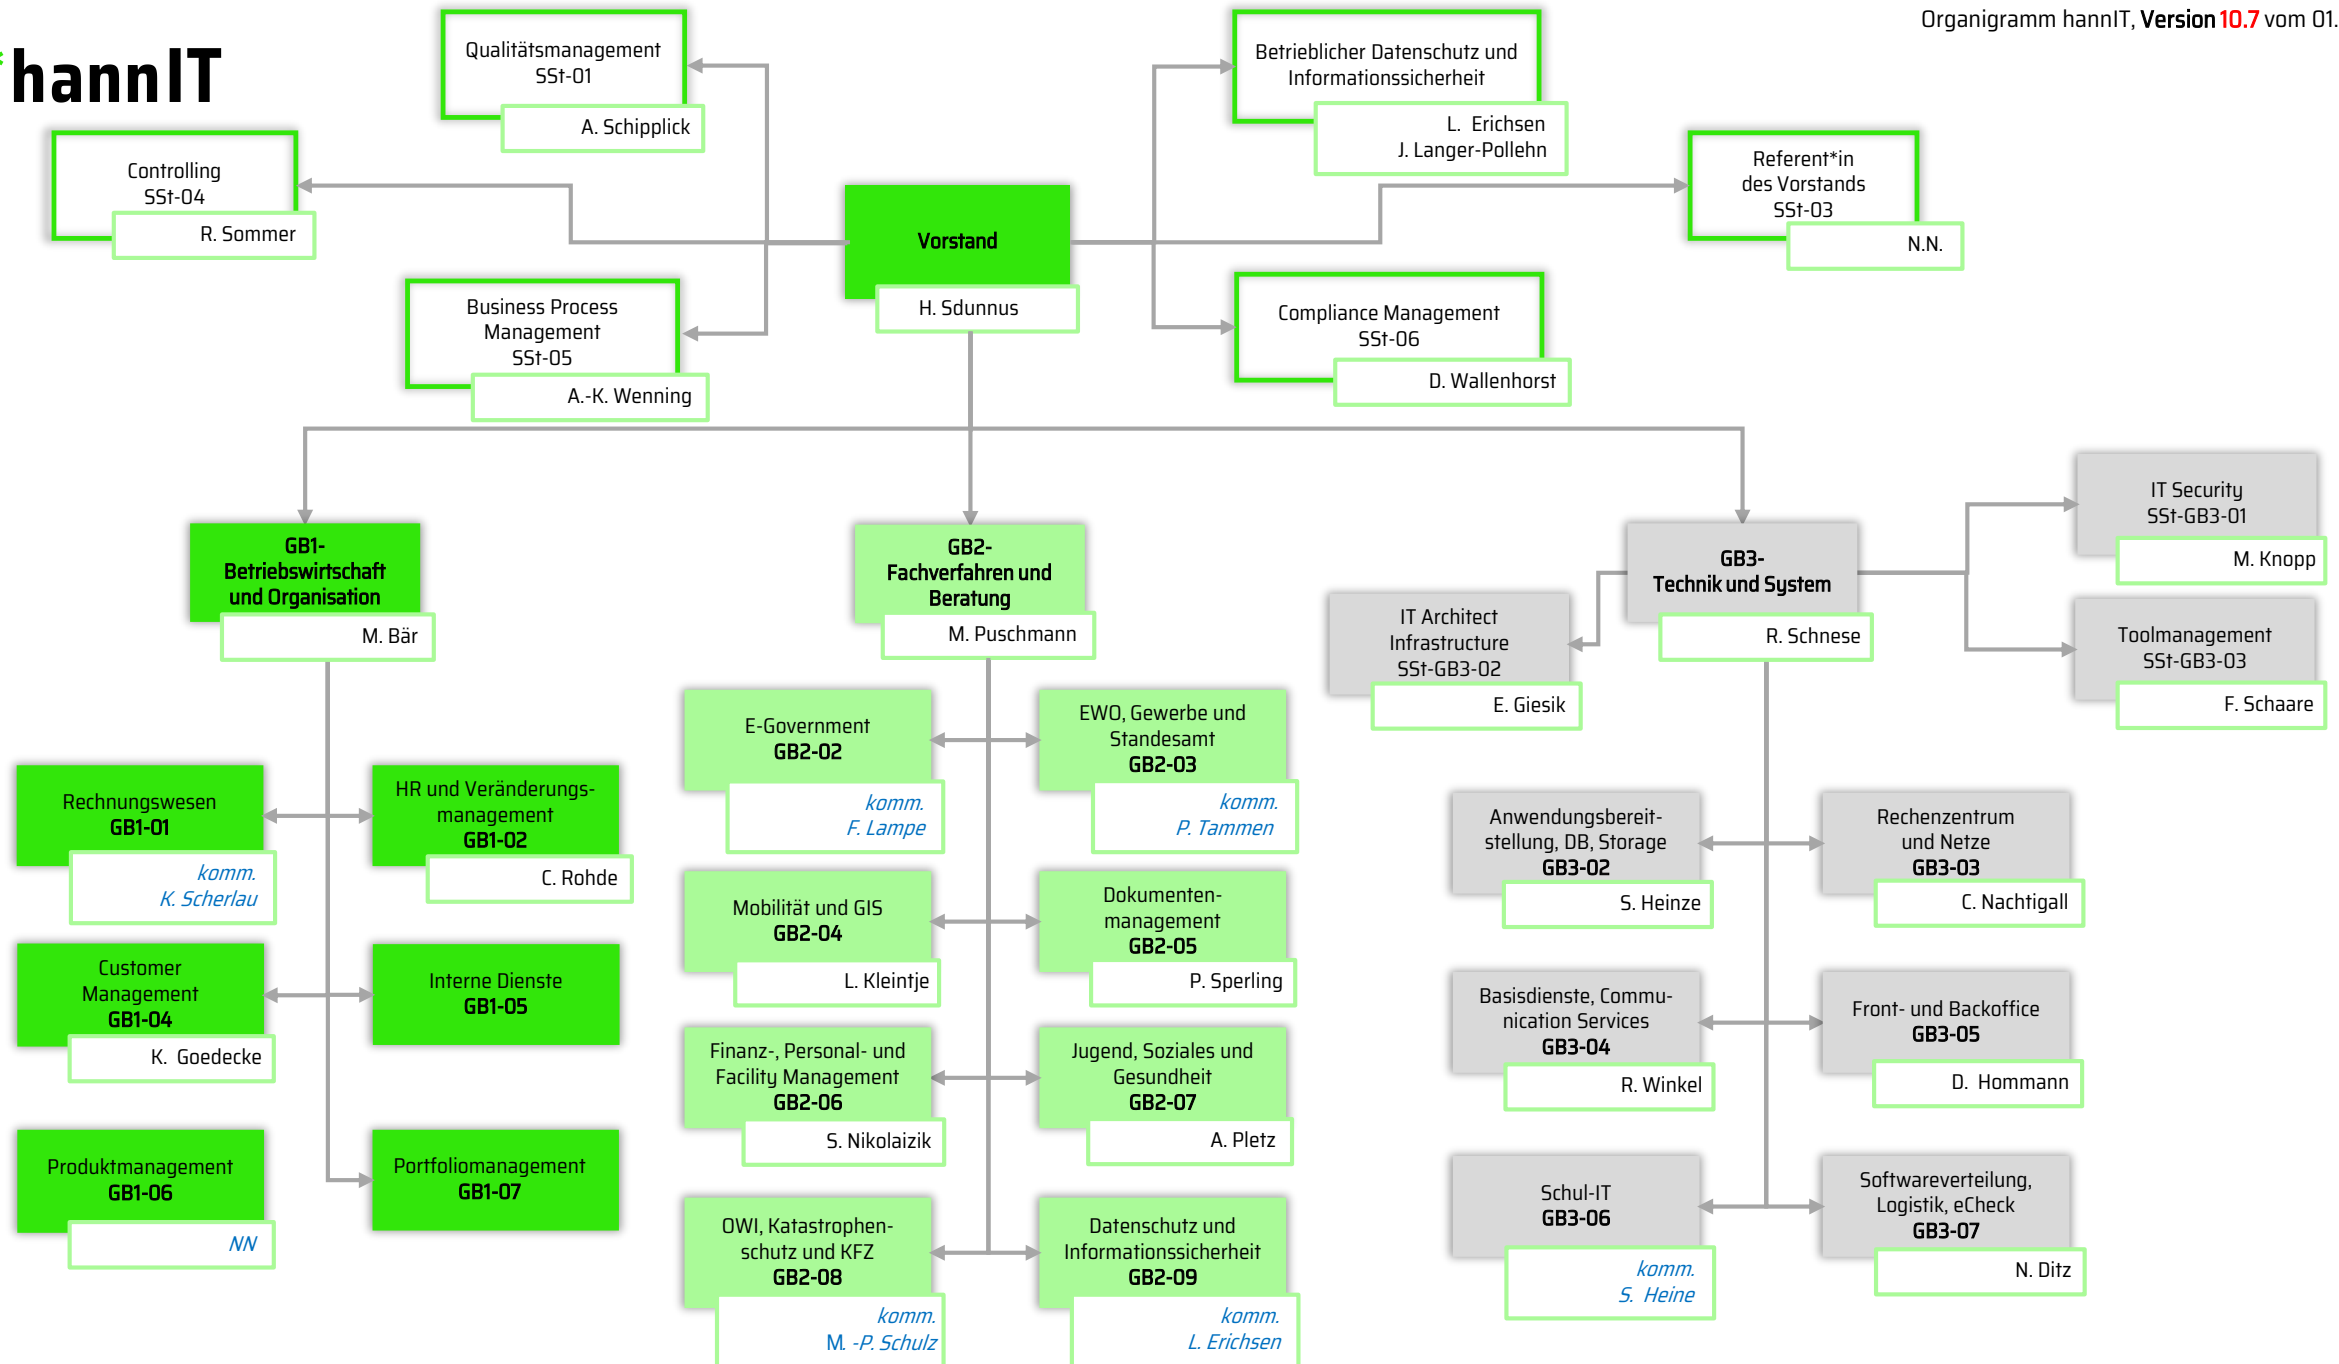 Organigramm hannIT, Version 10.7 vom 01.
*hannIT
Qualitätsmanagement
SSt-01
A. Schipplick
Betrieblicher Datenschutz und
Informationssicherheit
L. Erichsen
J. Langer-Pollehn
Controlling
SSt-04
R. Sommer
Referent*in
des Vorstands
SSt-03
N.N.
Vorstand
H. Sdunnus
Business Process
Management
SSt-05
A.-K. Wenning
Compliance Management
SSt-06
D. Wallenhorst
GB1-
Betriebswirtschaft
und Organisation
M. Bär
GB2-
Fachverfahren und
Beratung
M. Puschmann
GB3-
Technik und System
R. Schnese
IT Security
SSt-GB3-01
M. Knopp
IT Architect
Infrastructure
SSt-GB3-02
E. Giesik
Toolmanagement
SSt-GB3-03
F. Schaare
Rechnungswesen
GB1-01
komm.
K. Scherlau
HR und Veränderungs-
management
GB1-02
C. Rohde
Customer
Management
GB1-04
K. Goedecke
Interne Dienste
GB1-05
Produktmanagement
GB1-06
NN
Portfoliomanagement
GB1-07
E-Government
GB2-02
komm.
F. Lampe
EWO, Gewerbe und
Standesamt
GB2-03
komm.
P. Tammen
Mobilität und GIS
GB2-04
L. Kleintje
Dokumenten-
management
GB2-05
P. Sperling
Finanz-, Personal- und
Facility Management
GB2-06
S. Nikolaizik
Jugend, Soziales und
Gesundheit
GB2-07
A. Pletz
OWI, Katastrophen-
schutz und KFZ
GB2-08
komm.
M. -P. Schulz
Datenschutz und
Informationssicherheit
GB2-09
komm.
L. Erichsen
Anwendungsbereit-
stellung, DB, Storage
GB3-02
S. Heinze
Rechenzentrum
und Netze
GB3-03
C. Nachtigall
Basisdienste, Commu-
nication Services
GB3-04
R. Winkel
Front- und Backoffice
GB3-05
D. Hommann
Schul-IT
GB3-06
komm.
S. Heine
Softwareverteilung,
Logistik, eCheck
GB3-07
N. Ditz